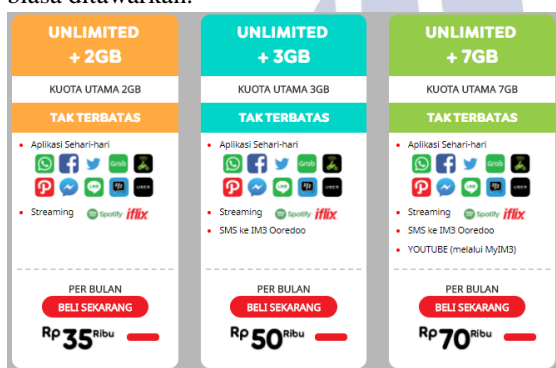 biasa ditawarkan.
UNLIMITED
+ 2GB
KUOTA UTAMA 2GB
TAK TERBATAS
Aplikasi Sehari-hari
Grab
LINE
UBER
Streaming Spotify iflix
PER BULAN
BELI SEKARANG
Rp 35 Ribu
UNLIMITED
+ 3GB
KUOTA UTAMA 3GB
TAK TERBATAS
Aplikasi Sehari-hari
Grab
LINE
UBER
Streaming Spotify iflix
SMS ke IM3 Ooredoo
PER BULAN
BELI SEKARANG
Rp 50 Ribu
UNLIMITED
+ 7GB
KUOTA UTAMA 7GB
TAK TERBATAS
Aplikasi Sehari-hari
Grab
LINE
UBER
Streaming Spotify iflix
SMS ke IM3 Ooredoo
YOUTUBE (melalui MyIM3)
PER BULAN
BELI SEKARANG
Rp 70 Ribu